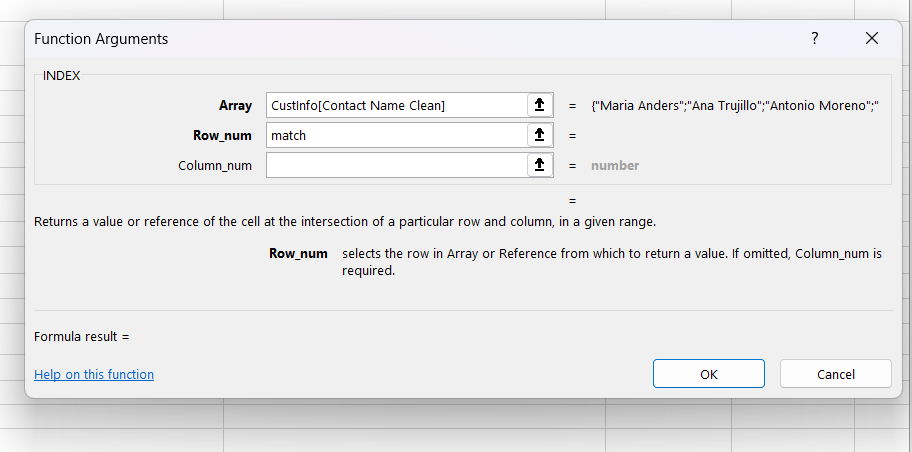 Function Arguments ? ×
INDEX
Array CustInfo[Contact Name Clean] = {"Maria Anders";"Ana Trujillo";"Antonio Moreno";"
Row_num match =
Column_num = number
=
Returns a value or reference of the cell at the intersection of a particular row and column, in a given range.
Row_num selects the row in Array or Reference from which to return a value. If omitted, Column_num is
required.
Formula result =
Help on this function OK Cancel